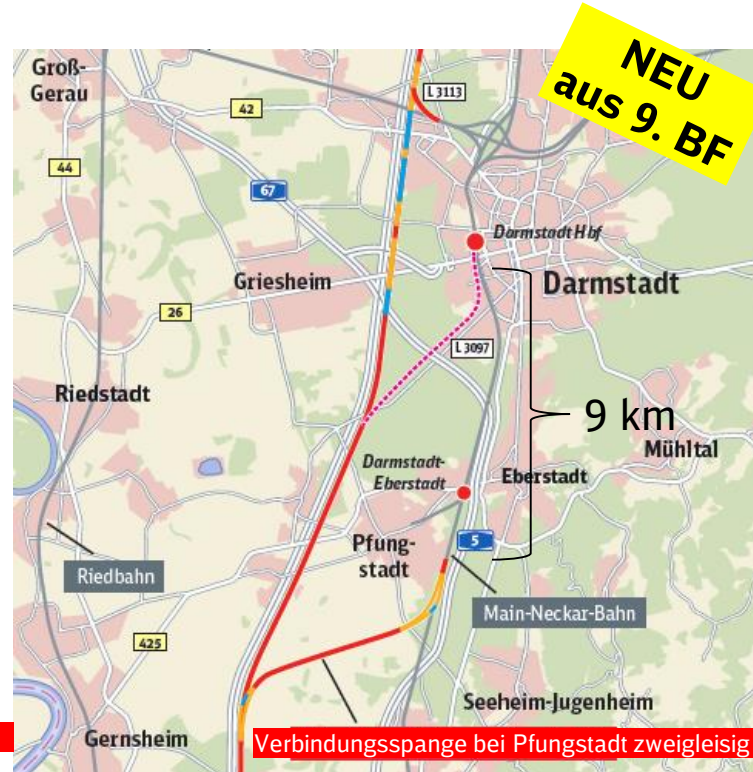 NEU
aus 9. BF
Groß-
Gerau
L 3113
42
44
67
Darmstadt Hbf
Griesheim
Darmstadt
26
L 3097
Riedstadt
9 km
Mühltal
Darmstadt-
Eberstadt
Eberstadt
Pfung-
stadt
5
Riedbahn
Main-Neckar-Bahn
425
Seeheim-Jugenheim
Gernsheim
Verbindungsspange bei Pfungstadt zweigleisig